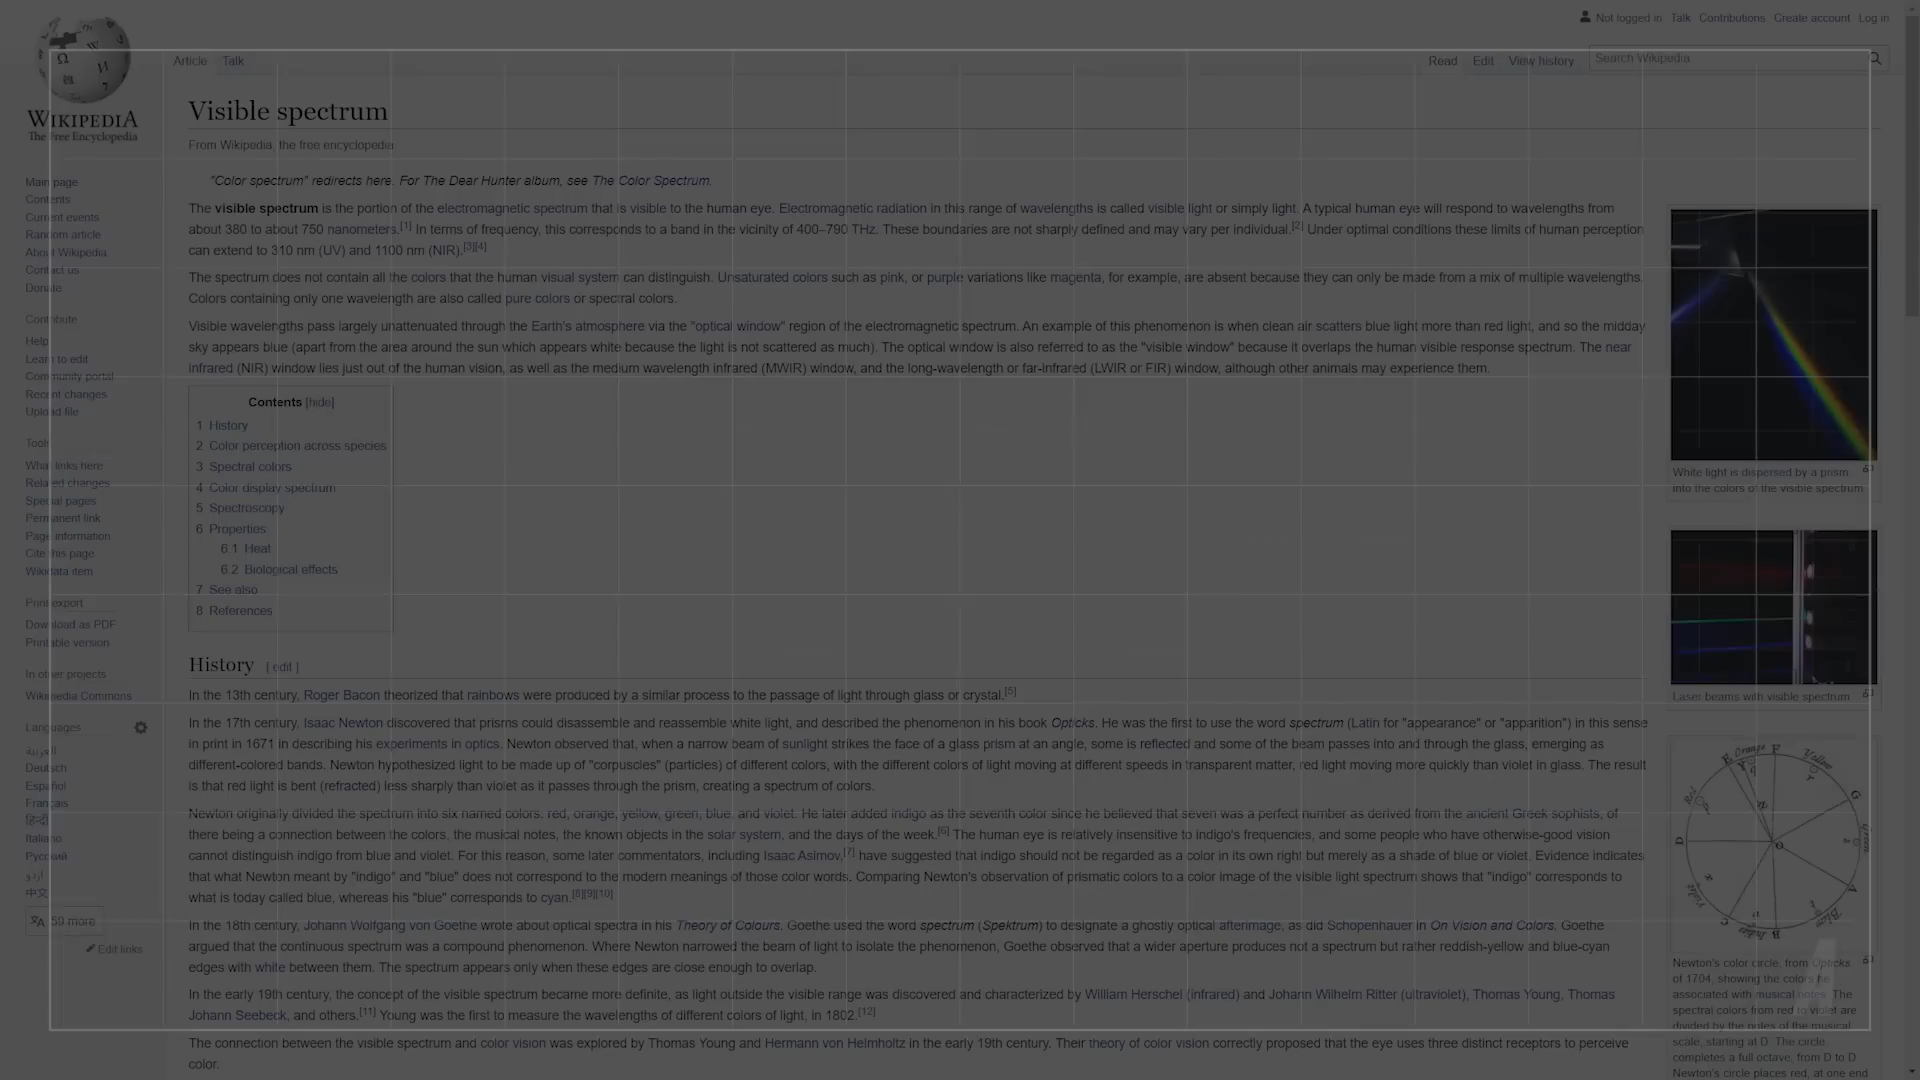 Not logged in Talk Contributions Create account Log in
Article Talk
Read Edit View history
Search Wikipedia
WIKIPEDIA
The Free Encyclopedia
Main page
Contents
Current events
Random article
About Wikipedia
Contact us
Donate
Contribute
Help
Learn to edit
Community portal
Recent changes
Upload file
Tools
What links here
Related changes
Special pages
Permanent link
Page information
Cite this page
Wikidata item
Print/export
Download as PDF
Printable version
In other projects
Wikimedia Commons
Languages
العربية
Deutsch
Español
Français
हिन्दी
Italiano
Русский
اردو
中文
59 more
Edit links
Visible spectrum
From Wikipedia, the free encyclopedia
"Color spectrum" redirects here. For The Dear Hunter album, see The Color Spectrum.
The visible spectrum is the portion of the electromagnetic spectrum that is visible to the human eye. Electromagnetic radiation in this range of wavelengths is called visible light or simply light. A typical human eye will respond to wavelengths from
about 380 to about 750 nanometers.[1] In terms of frequency, this corresponds to a band in the vicinity of 400–790 THz. These boundaries are not sharply defined and may vary per individual.[2] Under optimal conditions these limits of human perception
can extend to 310 nm (UV) and 1100 nm (NIR).[3][4]
The spectrum does not contain all the colors that the human visual system can distinguish. Unsaturated colors such as pink, or purple variations like magenta, for example, are absent because they can only be made from a mix of multiple wavelengths.
Colors containing only one wavelength are also called pure colors or spectral colors.
Visible wavelengths pass largely unattenuated through the Earth's atmosphere via the "optical window" region of the electromagnetic spectrum. An example of this phenomenon is when clean air scatters blue light more than red light, and so the midday
sky appears blue (apart from the area around the sun which appears white because the light is not scattered as much). The optical window is also referred to as the "visible window" because it overlaps the human visible response spectrum. The near
infrared (NIR) window lies just out of the human vision, as well as the medium wavelength infrared (MWIR) window, and the long-wavelength or far-infrared (LWIR or FIR) window, although other animals may experience them.
Contents [hide]
1 History
2 Color perception across species
3 Spectral colors
4 Color display spectrum
5 Spectroscopy
6 Properties
6.1 Heat
6.2 Biological effects
7 See also
8 References
History [ edit ]
In the 13th century, Roger Bacon theorized that rainbows were produced by a similar process to the passage of light through glass or crystal.[5]
In the 17th century, Isaac Newton discovered that prisms could disassemble and reassemble white light, and described the phenomenon in his book Opticks. He was the first to use the word spectrum (Latin for "appearance" or "apparition") in this sense
in print in 1671 in describing his experiments in optics. Newton observed that, when a narrow beam of sunlight strikes the face of a glass prism at an angle, some is reflected and some of the beam passes into and through the glass, emerging as
different-colored bands. Newton hypothesized light to be made up of "corpuscles" (particles) of different colors, with the different colors of light moving at different speeds in transparent matter, red light moving more quickly than violet in glass. The result
is that red light is bent (refracted) less sharply than violet as it passes through the prism, creating a spectrum of colors.
Newton originally divided the spectrum into six named colors: red, orange, yellow, green, blue, and violet. He later added indigo as the seventh color since he believed that seven was a perfect number as derived from the ancient Greek sophists, of
there being a connection between the colors, the musical notes, the known objects in the solar system, and the days of the week.[6] The human eye is relatively insensitive to indigo's frequencies, and some people who have otherwise-good vision
cannot distinguish indigo from blue and violet. For this reason, some later commentators, including Isaac Asimov,[7] have suggested that indigo should not be regarded as a color in its own right but merely as a shade of blue or violet. Evidence indicates
that what Newton meant by "indigo" and "blue" does not correspond to the modern meanings of those color words. Comparing Newton's observation of prismatic colors to a color image of the visible light spectrum shows that "indigo" corresponds to
what is today called blue, whereas his "blue" corresponds to cyan.[8][9][10]
In the 18th century, Johann Wolfgang von Goethe wrote about optical spectra in his Theory of Colours. Goethe used the word spectrum (Spektrum) to designate a ghostly optical afterimage, as did Schopenhauer in On Vision and Colors. Goethe
argued that the continuous spectrum was a compound phenomenon. Where Newton narrowed the beam of light to isolate the phenomenon, Goethe observed that a wider aperture produces not a spectrum but rather reddish-yellow and blue-cyan
edges with white between them. The spectrum appears only when these edges are close enough to overlap.
In the early 19th century, the concept of the visible spectrum became more definite, as light outside the visible range was discovered and characterized by William Herschel (infrared) and Johann Wilhelm Ritter (ultraviolet), Thomas Young, Thomas
Johann Seebeck, and others.[11] Young was the first to measure the wavelengths of different colors of light, in 1802.[12]
The connection between the visible spectrum and color vision was explored by Thomas Young and Hermann von Helmholtz in the early 19th century. Their theory of color vision correctly proposed that the eye uses three distinct receptors to perceive
color.
White light is dispersed by a prism
into the colors of the visible spectrum
Laser beams with visible spectrum
Orange
Yellow
Green
Blue
Indigo
Violet
Red
E F G A B C D
Newton's color circle, from Opticks
of 1704, showing the colors he
associated with musical notes. The
spectral colors from red to violet are
divided by the notes of the musical
scale, starting at D. The circle
completes a full octave, from D to D.
Newton's circle places red, at one end